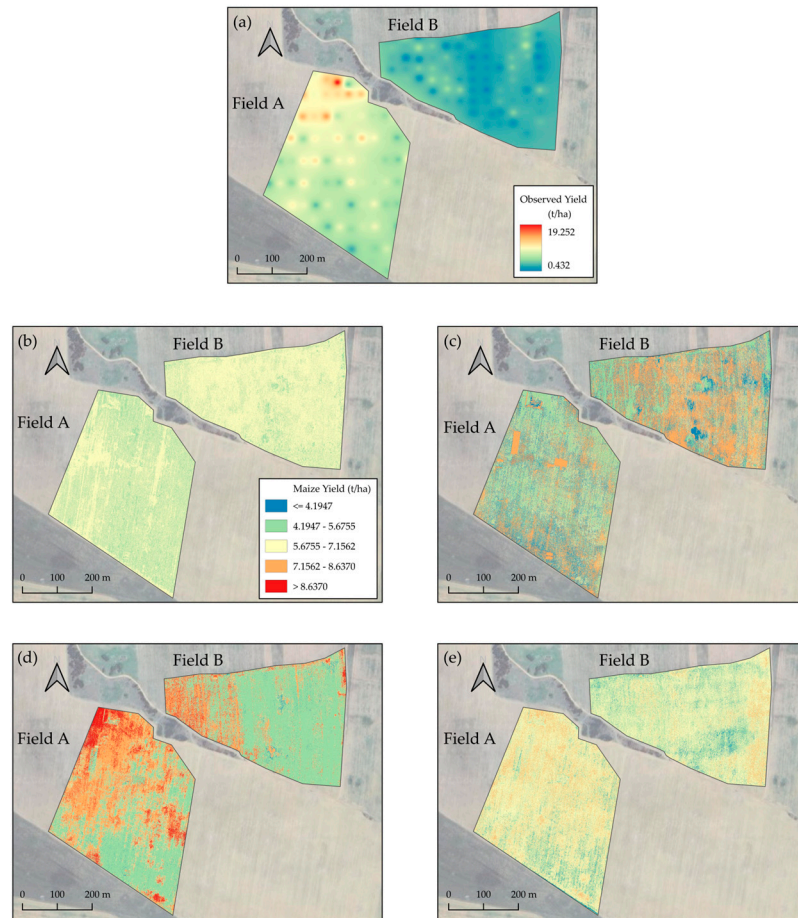 (a)
Field B
Field A
Observed Yield
(t/ha)
19.252
0.432
0 100 200 m
(b)
Field B
Field A
Maize Yield (t/ha)
<= 4.1947
4.1947 - 5.6755
5.6755 - 7.1562
7.1562 - 8.6370
> 8.6370
0 100 200 m
(c)
Field B
Field A
0 100 200 m
(d)
Field B
Field A
0 100 200 m
(e)
Field B
Field A
0 100 200 m